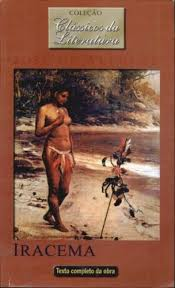 COLEÇÃO
Clássicos da
Literatura
IRACEMA
Texto completo da obra